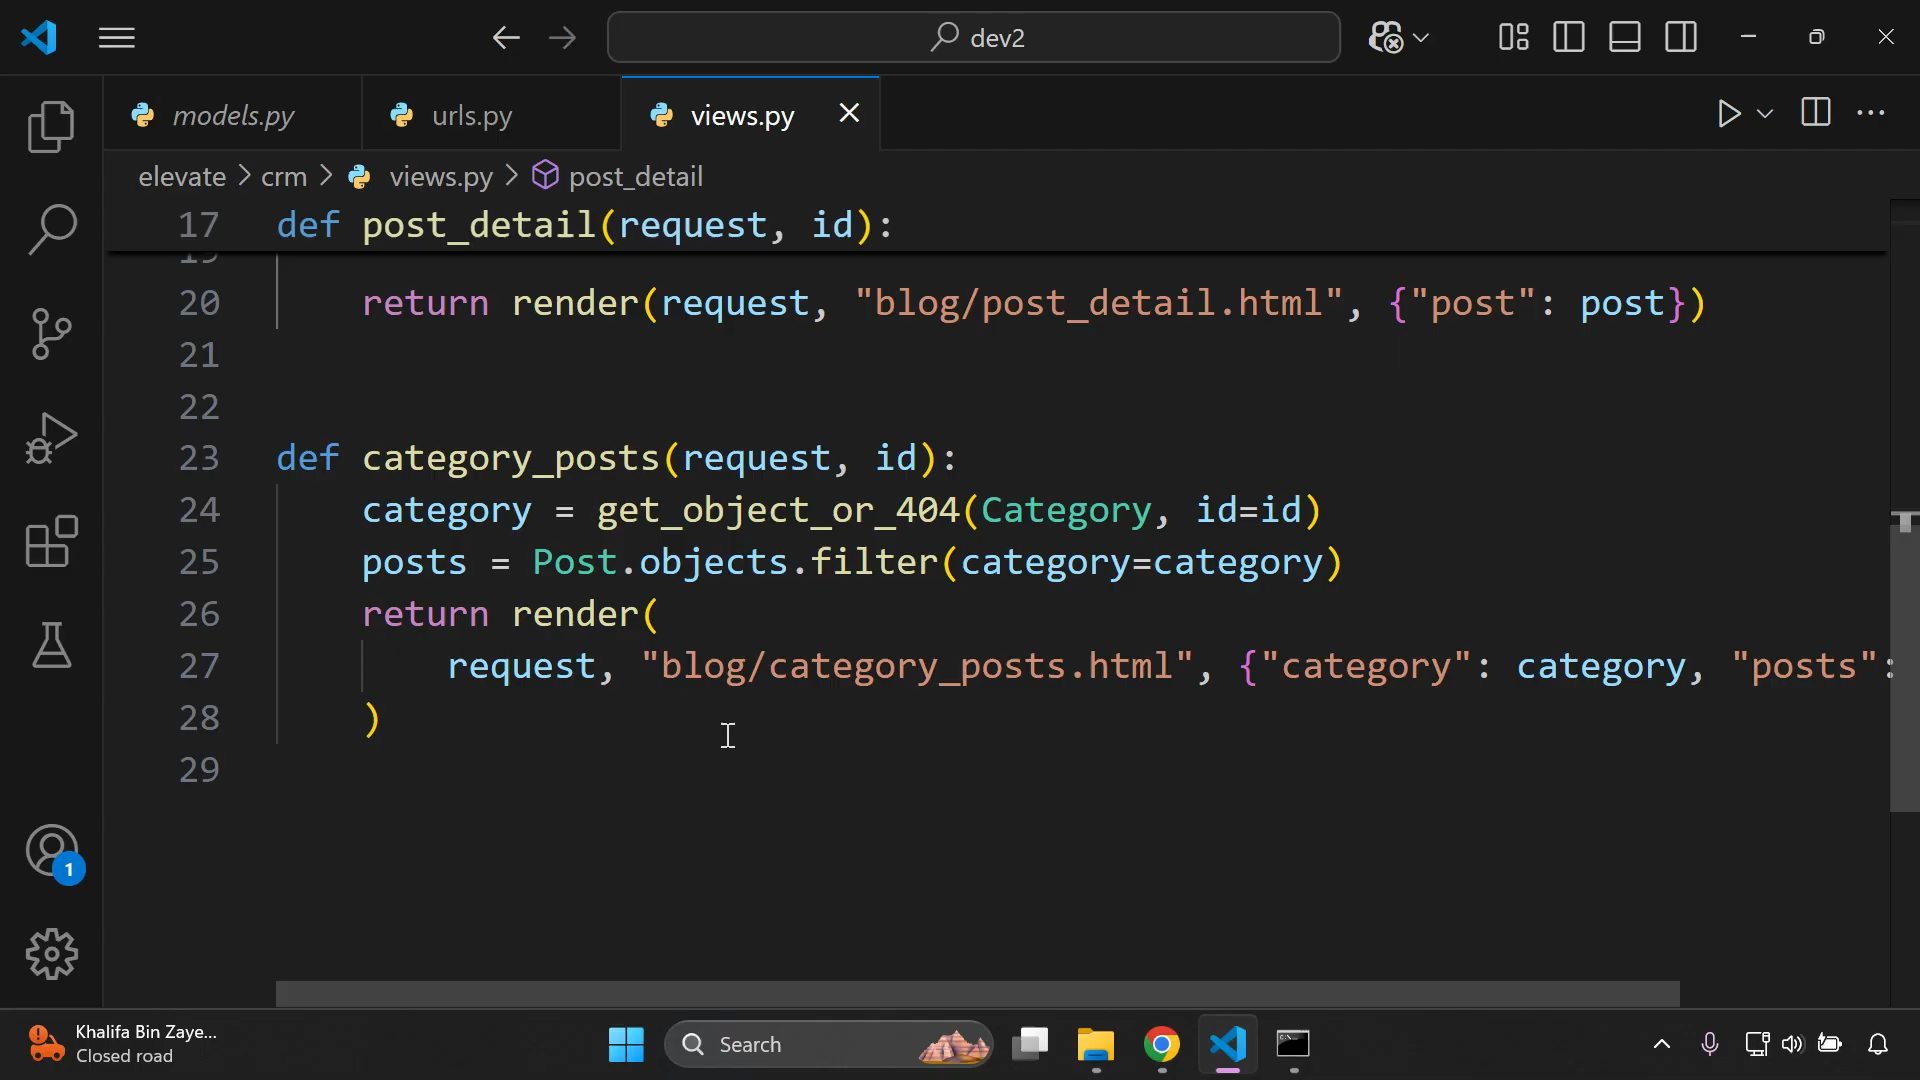 dev2
models.py
urls.py
views.py
elevate > crm > views.py > post_detail
17 def post_detail(request, id):
19
20 return render(request, "blog/post_detail.html", {"post": post})
21
22
23 def category_posts(request, id):
24 category = get_object_or_404(Category, id=id)
25 posts = Post.objects.filter(category=category)
26 return render(
27 request, "blog/category_posts.html", {"category": category, "posts":
28 )
29
1
Khalifa Bin Zaye...
Closed road
Search